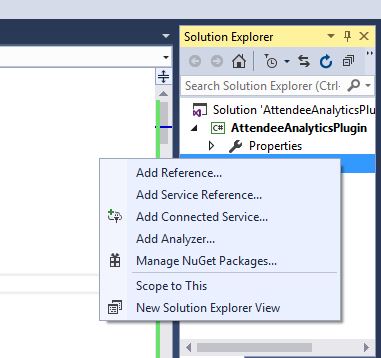 Solution Explorer
Search Solution Explorer (Ctrl-
Solution 'AttendeeAnalyticsPlu
C# AttendeeAnalyticsPlugin
Properties
Add Reference...
Add Service Reference...
Add Connected Service...
Add Analyzer...
Manage NuGet Packages...
Scope to This
New Solution Explorer View